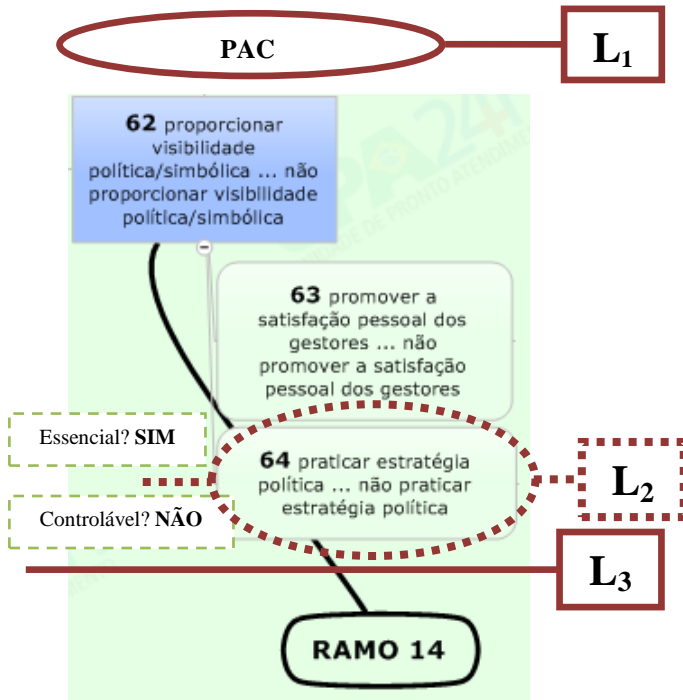 PAC
L₁
62 proporcionar
visibilidade
política/simbólica ... não
proporcionar visibilidade
política/simbólica
63 promover a
satisfação pessoal dos
gestores ... não
promover a satisfação
pessoal dos gestores
Essencial? SIM
64 praticar estratégia
política ... não praticar
estratégia política
L₂
Controlável? NÃO
L₃
RAMO 14